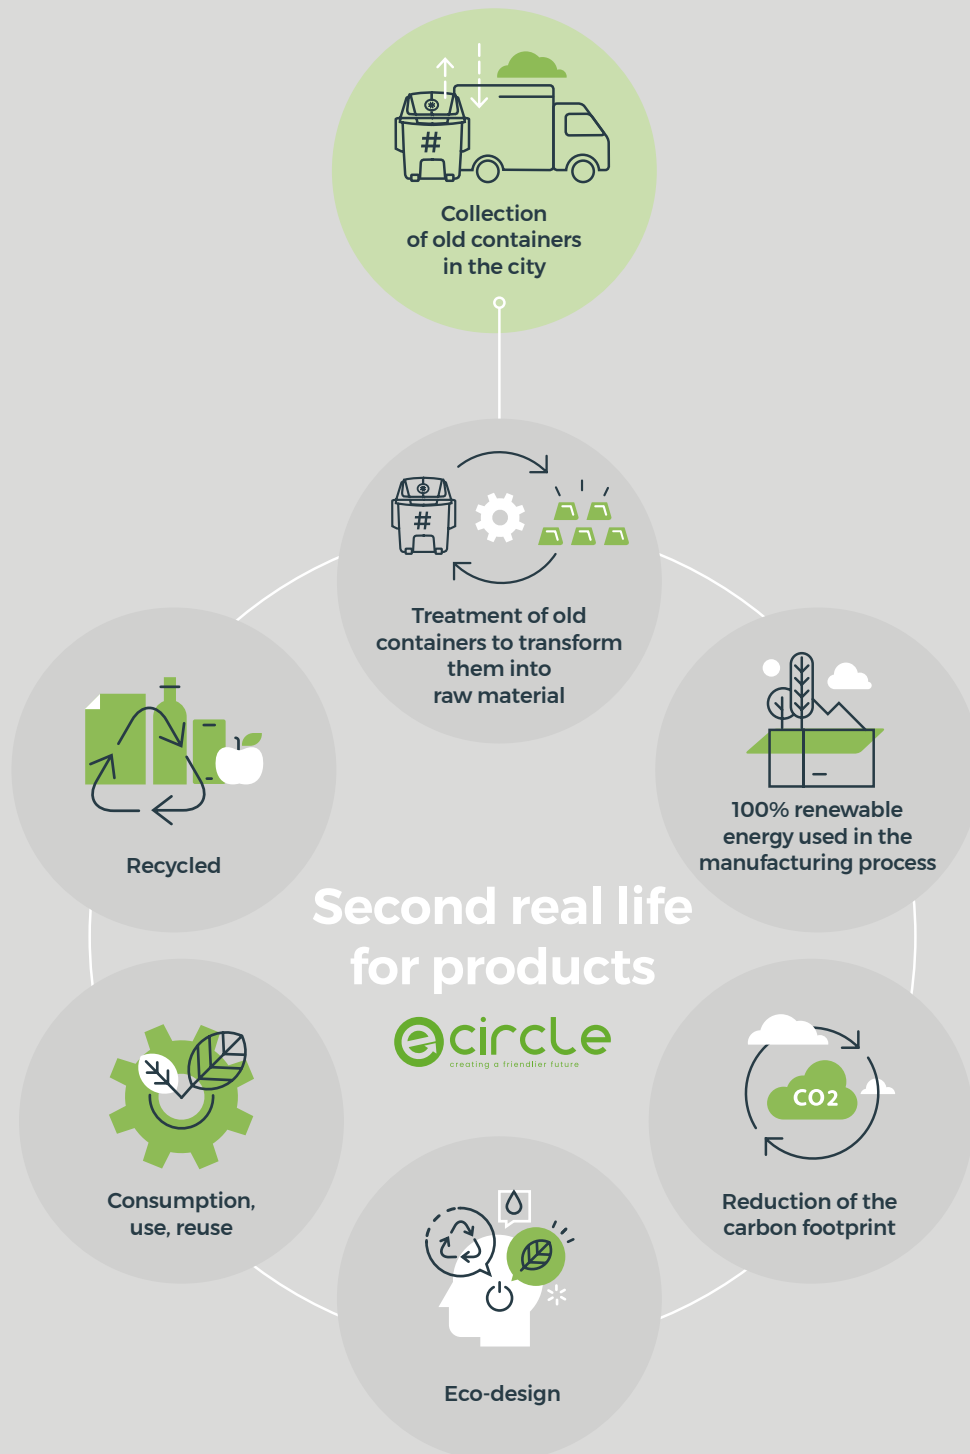 #
Collection
of old containers
in the city
#
Treatment of old
containers to transform
them into
raw material
100% renewable
energy used in the
manufacturing process
Recycled
Second real life
for products
ecircle
creating a friendlier future
CO2
Reduction of the
carbon footprint
Consumption,
use, reuse
Eco-design